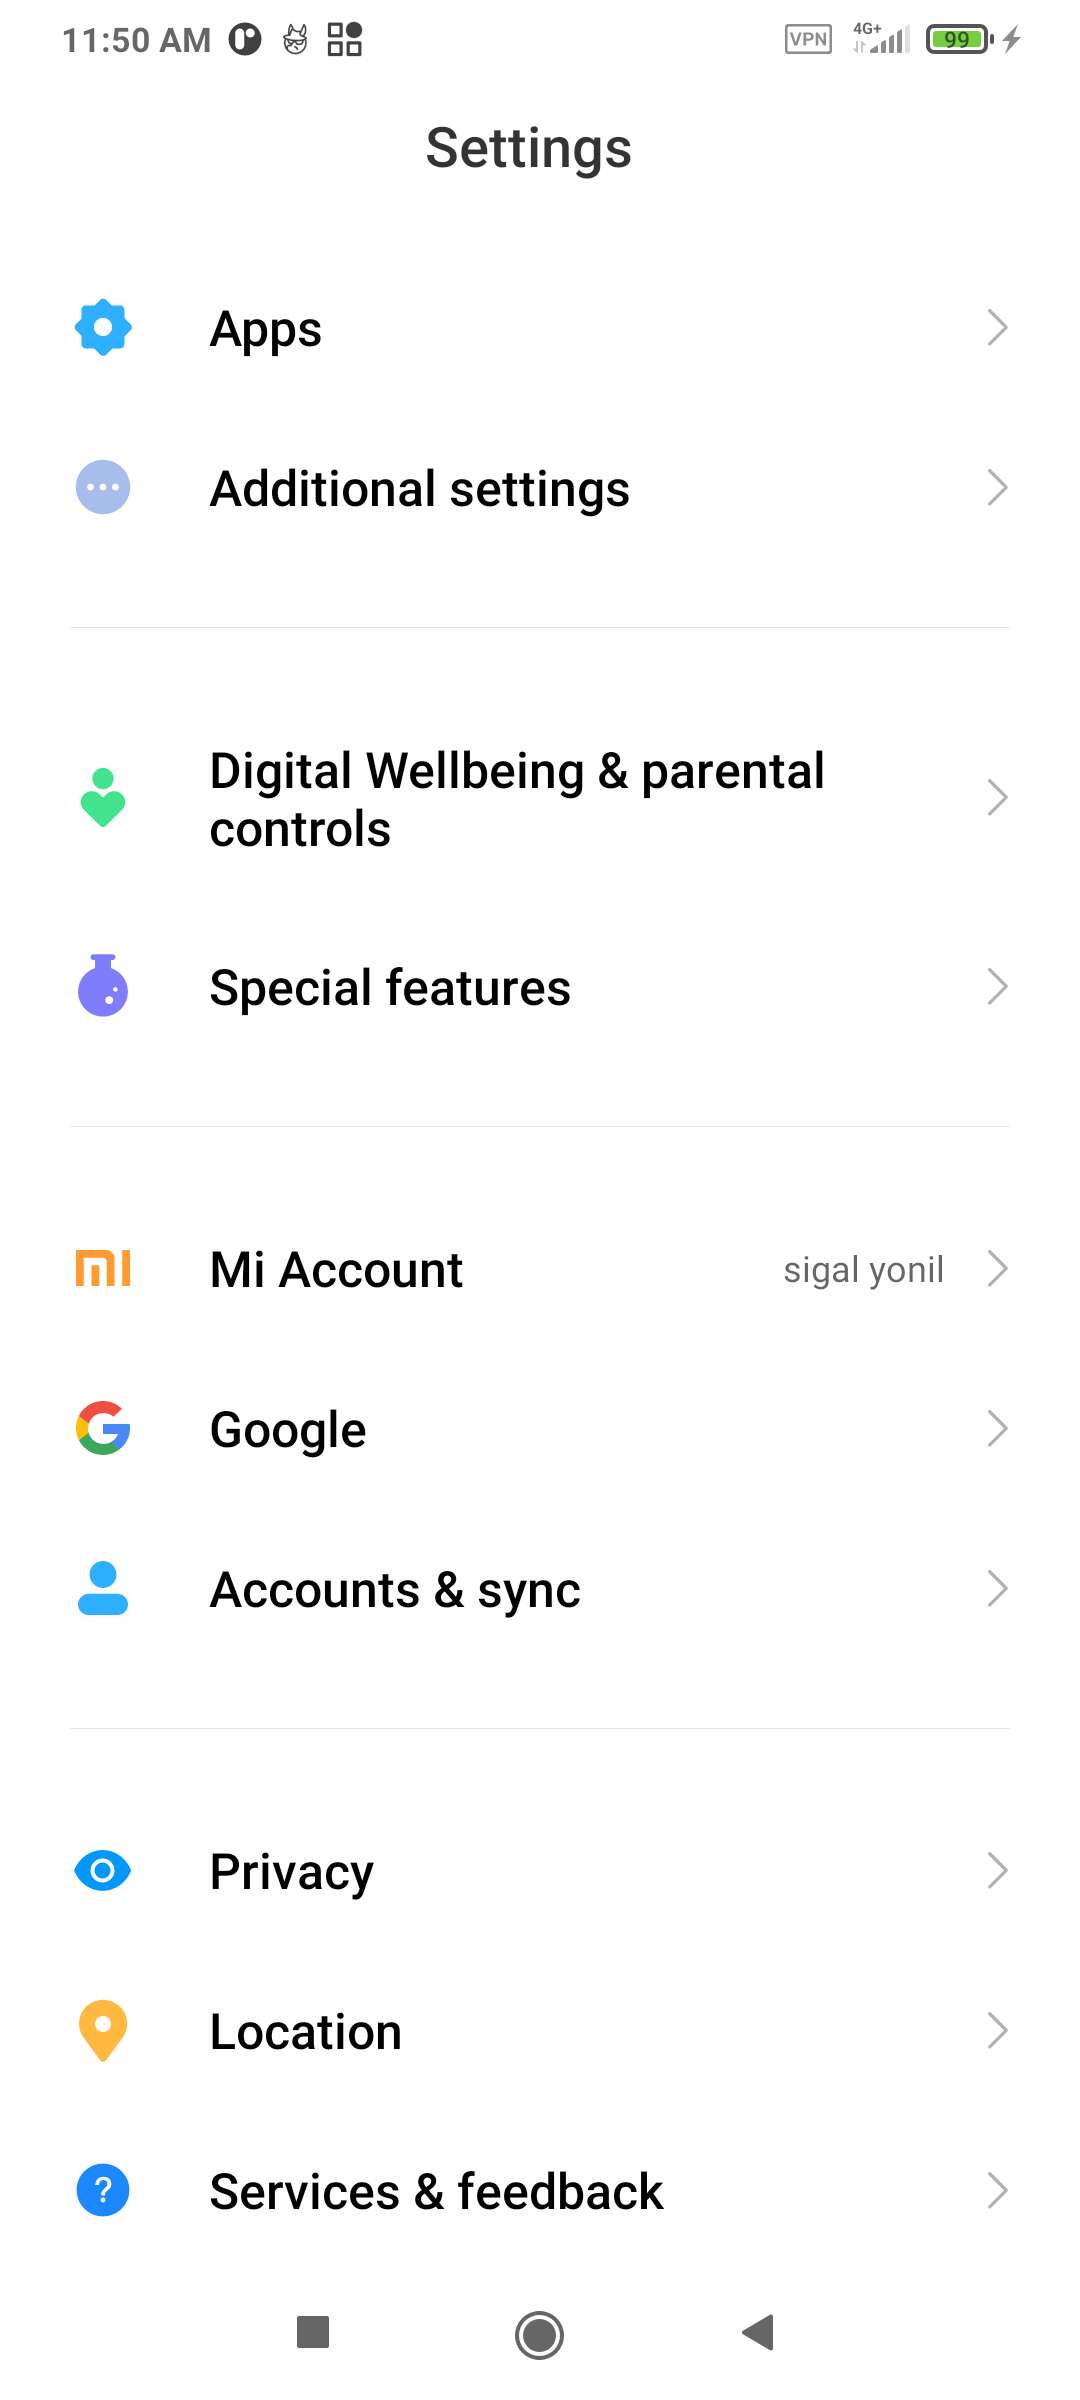 11:50 AM
VPN
4G+
99
Settings
Apps
Additional settings
Digital Wellbeing & parental
controls
Special features
Mi Account
sigal yonil
Google
Accounts & sync
Privacy
Location
Services & feedback